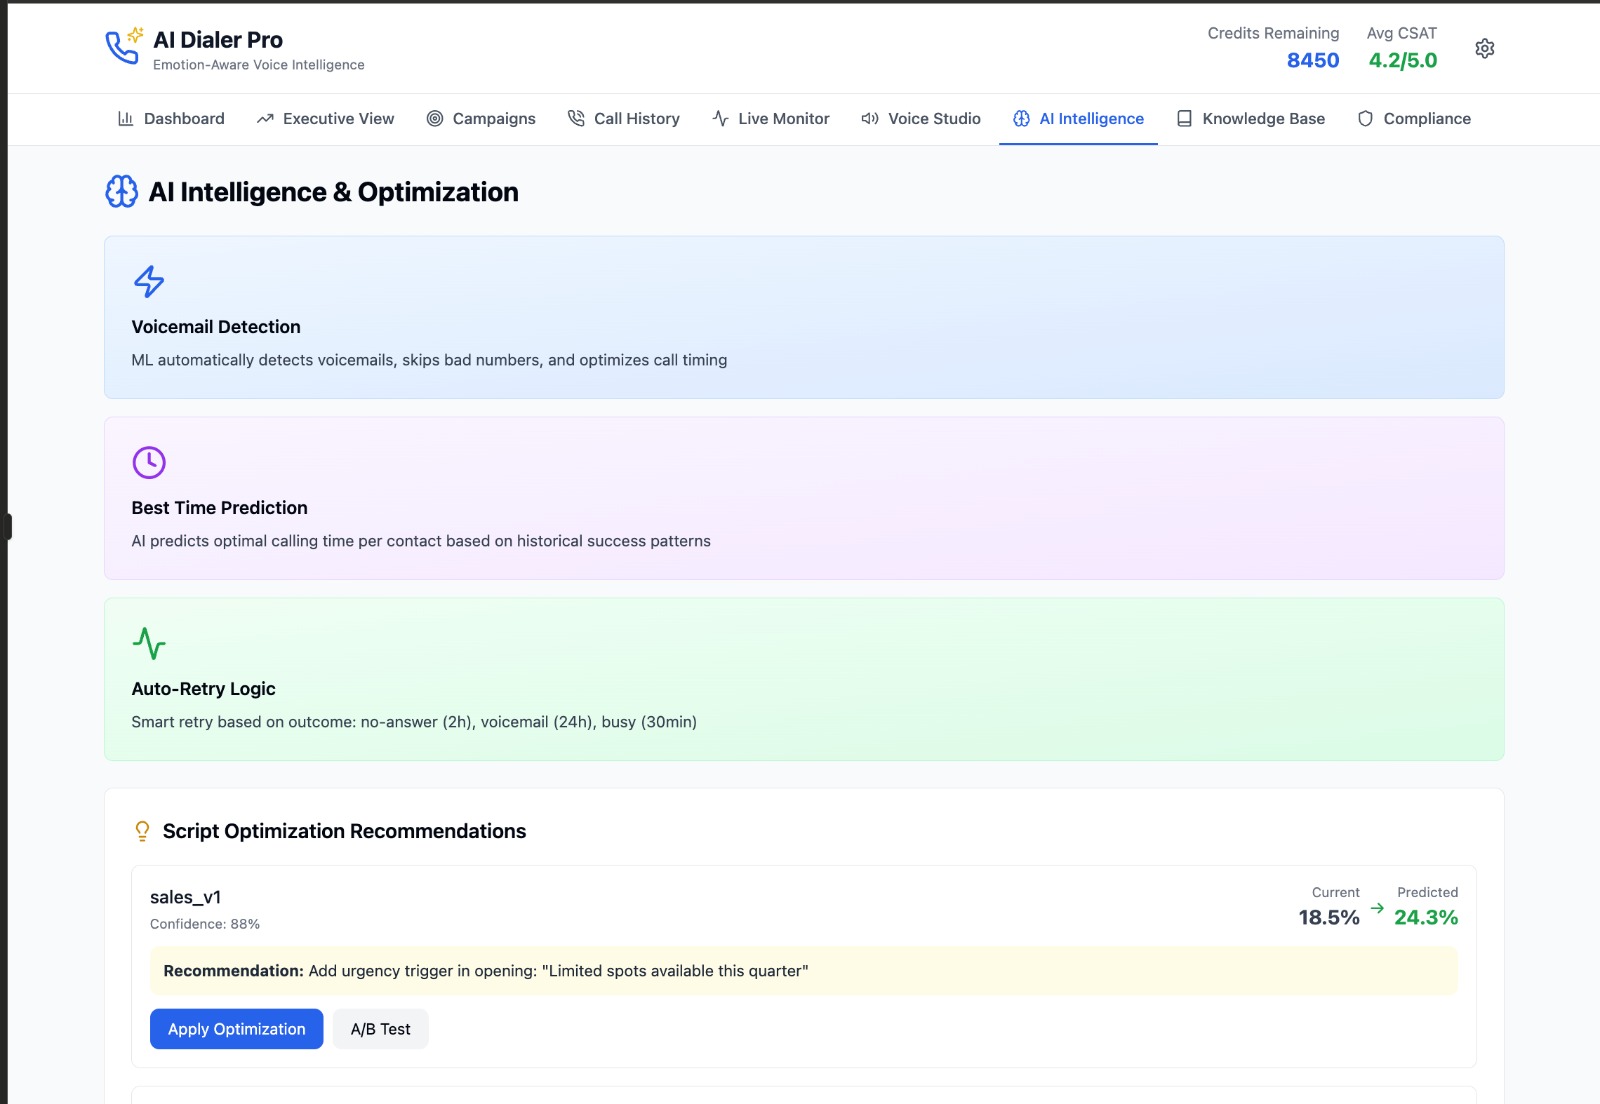 AI Dialer Pro
Emotion-Aware Voice Intelligence
Credits Remaining
8450
Avg CSAT
4.2/5.0
Dashboard
Executive View
Campaigns
Call History
Live Monitor
Voice Studio
AI Intelligence
Knowledge Base
Compliance
AI Intelligence & Optimization
Voicemail Detection
ML automatically detects voicemails, skips bad numbers, and optimizes call timing
Best Time Prediction
AI predicts optimal calling time per contact based on historical success patterns
Auto-Retry Logic
Smart retry based on outcome: no-answer (2h), voicemail (24h), busy (30min)
Script Optimization Recommendations
sales_v1
Confidence: 88%
Current
18.5%
→
Predicted
24.3%
Recommendation: Add urgency trigger in opening: "Limited spots available this quarter"
Apply Optimization
A/B Test